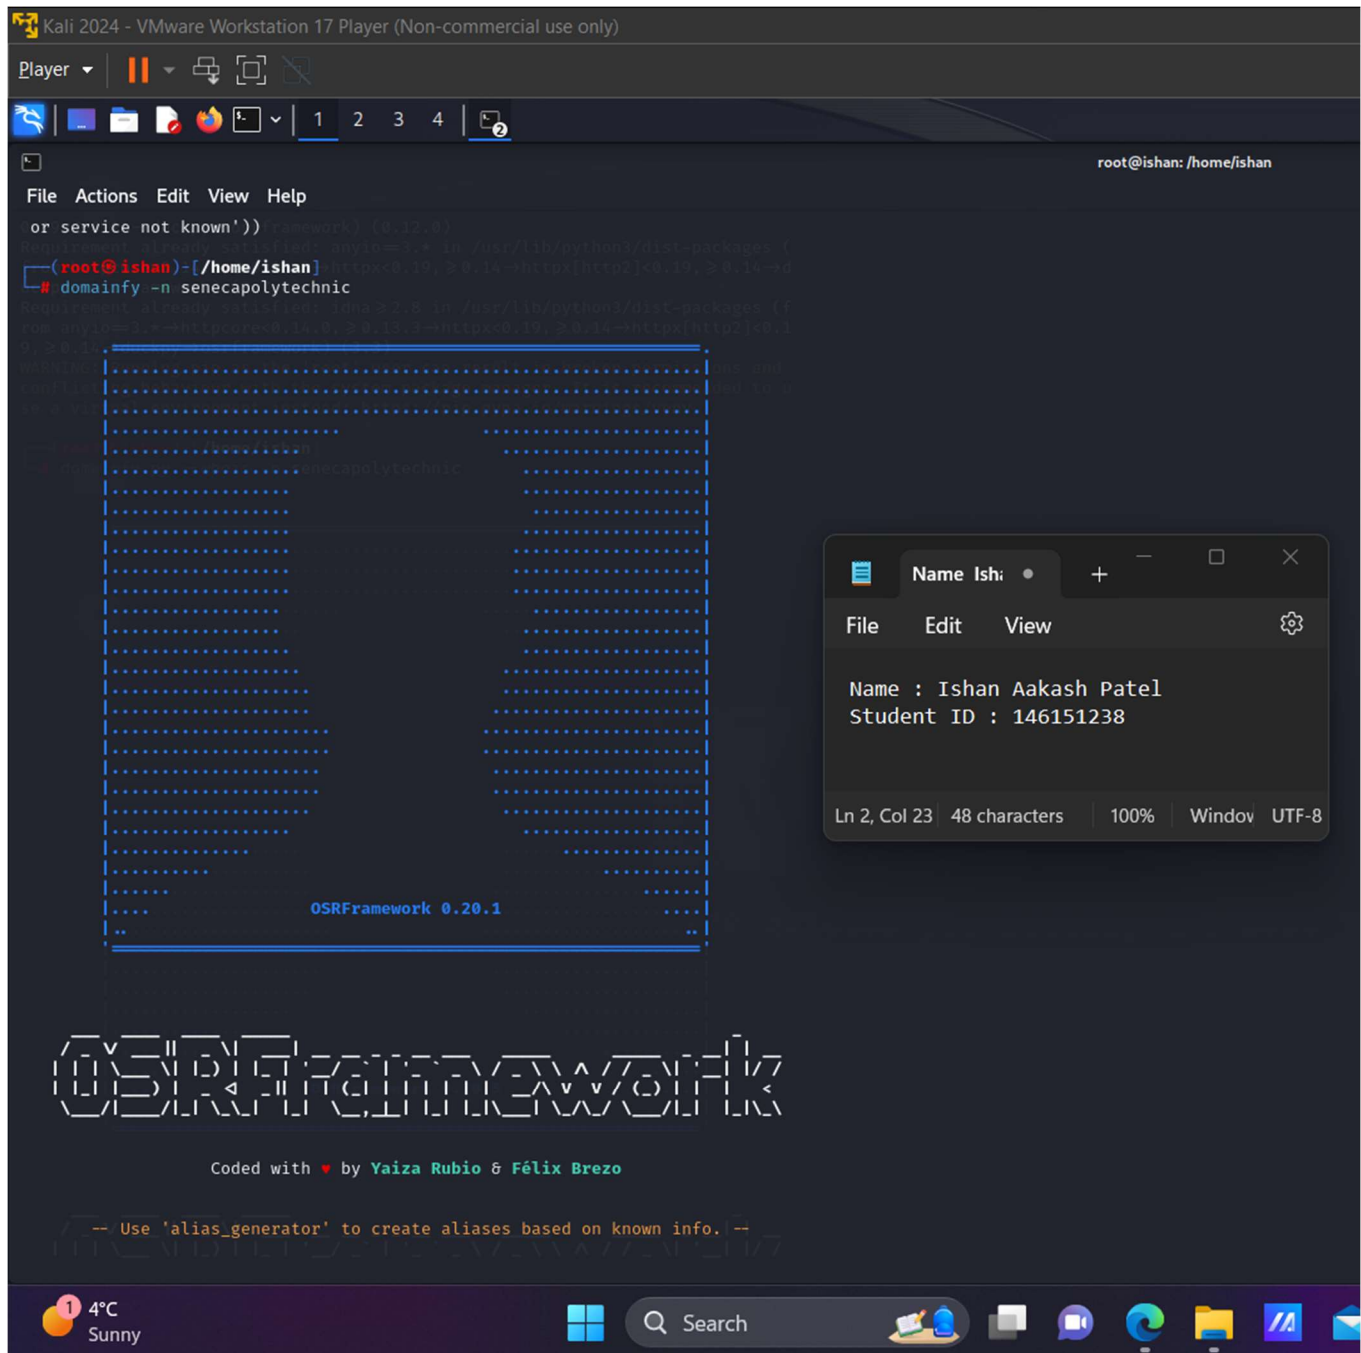 Kali 2024 - VMware Workstation 17 Player (Non-commercial use only)
Player
1 2 3 4
2
root@ishan: /home/ishan
File Actions Edit View Help
or service not known'))
(root㉿ishan)-[/home/ishan]
# domainfy -n senecapolytechnic
OSRFramework 0.20.1
OSRFramework
Coded with ♥ by Yaiza Rubio & Félix Brezo
-- Use 'alias_generator' to create aliases based on known info. --
Name Isha
File Edit View
Name : Ishan Aakash Patel
Student ID : 146151238
Ln 2, Col 23 48 characters 100% Window UTF-8
1
4°C
Sunny
Search